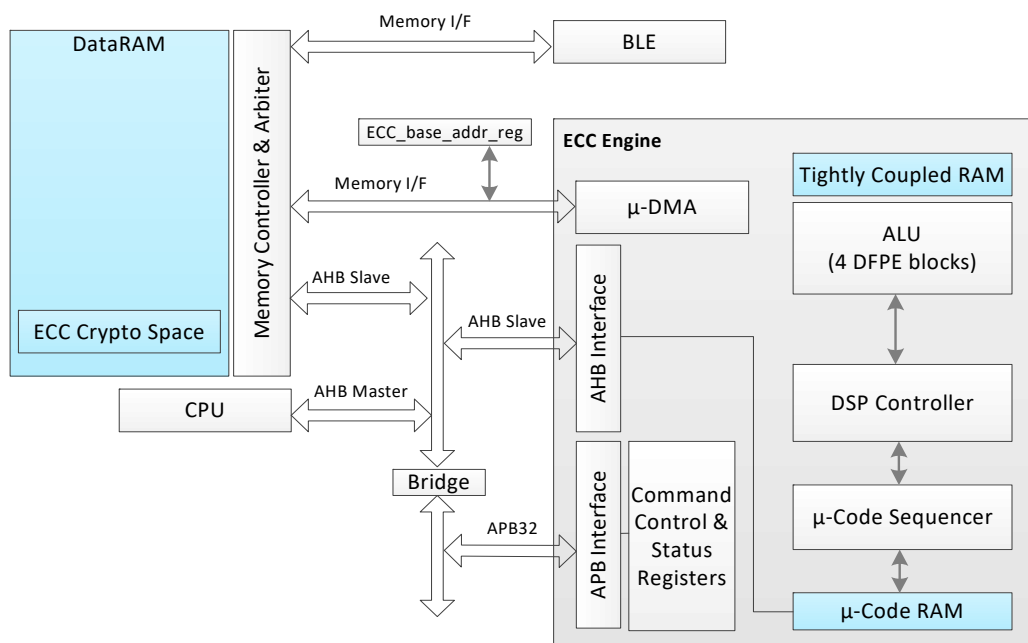 Memory I/F
DataRAM
BLE
Memory Controller & Arbiter
ECC_base_addr_reg
ECC Engine
Tightly Coupled RAM
Memory I/F
μ-DMA
ALU
(4 DFPE blocks)
AHB Slave
ECC Crypto Space
AHB Slave
AHB Interface
AHB Master
CPU
DSP Controller
Bridge
APB32
APB Interface
Command
Control &
Status
Registers
μ-Code Sequencer
μ-Code RAM